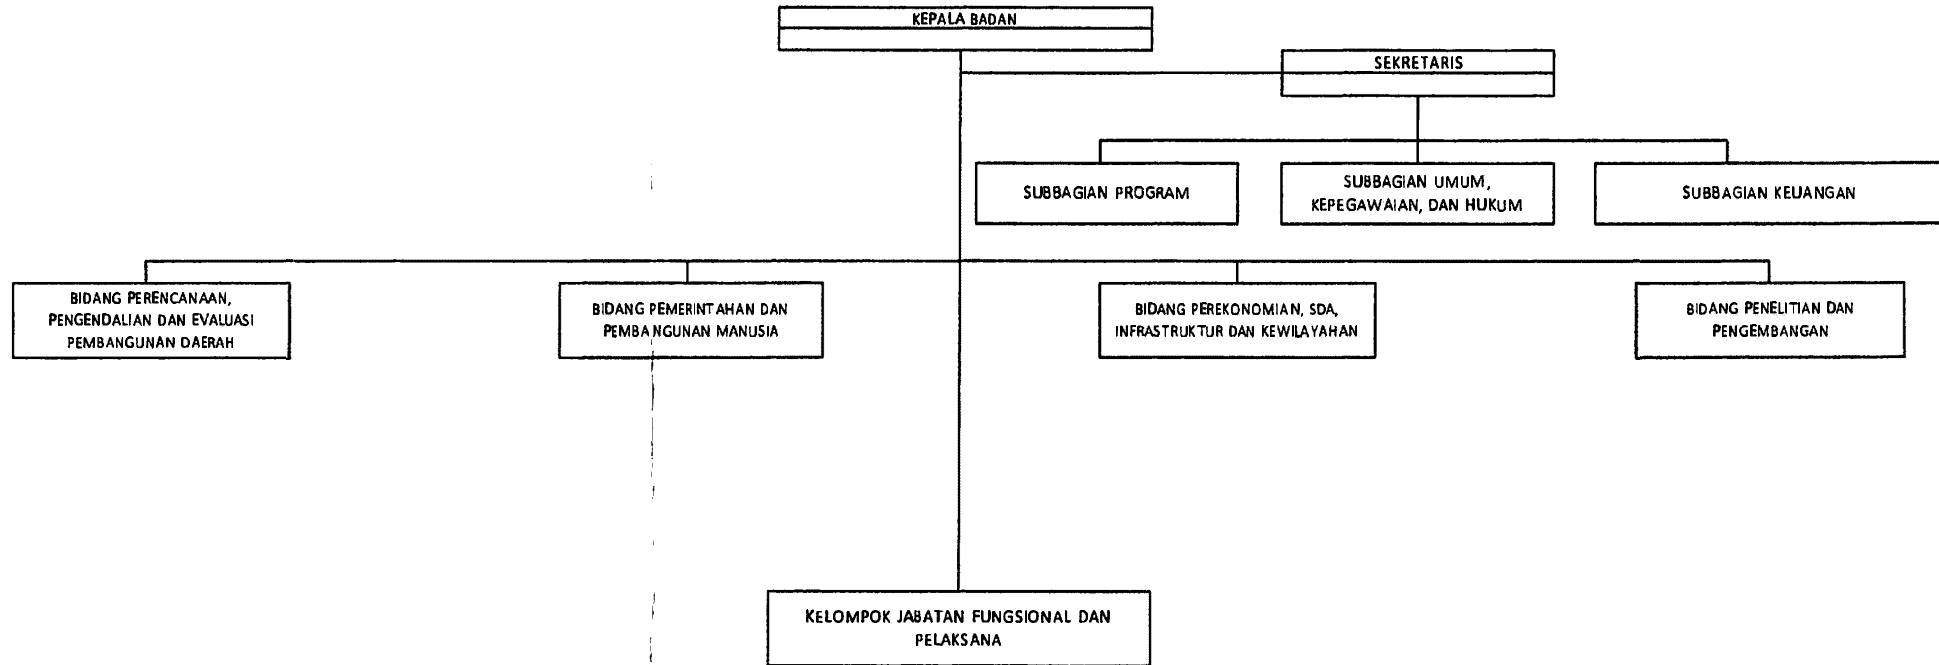 KEPALA BADAN
SEKRETARIS
SUBBAGIAN PROGRAM
SUBBAGIAN UMUM,
KEPEGAWAIAN, DAN HUKUM
SUBBAGIAN KEUANGAN
BIDANG PERENCANAAN,
PENGENDALIAN DAN EVALUASI
PEMBANGUNAN DAERAH
BIDANG PEMERINTAHAN DAN
PEMBANGUNAN MANUSIA
BIDANG PEREKONOMIAN, SDA,
INFRASTRUKTUR DAN KEWILAYAHAN
BIDANG PENELITIAN DAN
PENGEMBANGAN
KELOMPOK JABATAN FUNGSIONAL DAN
PELAKSANA